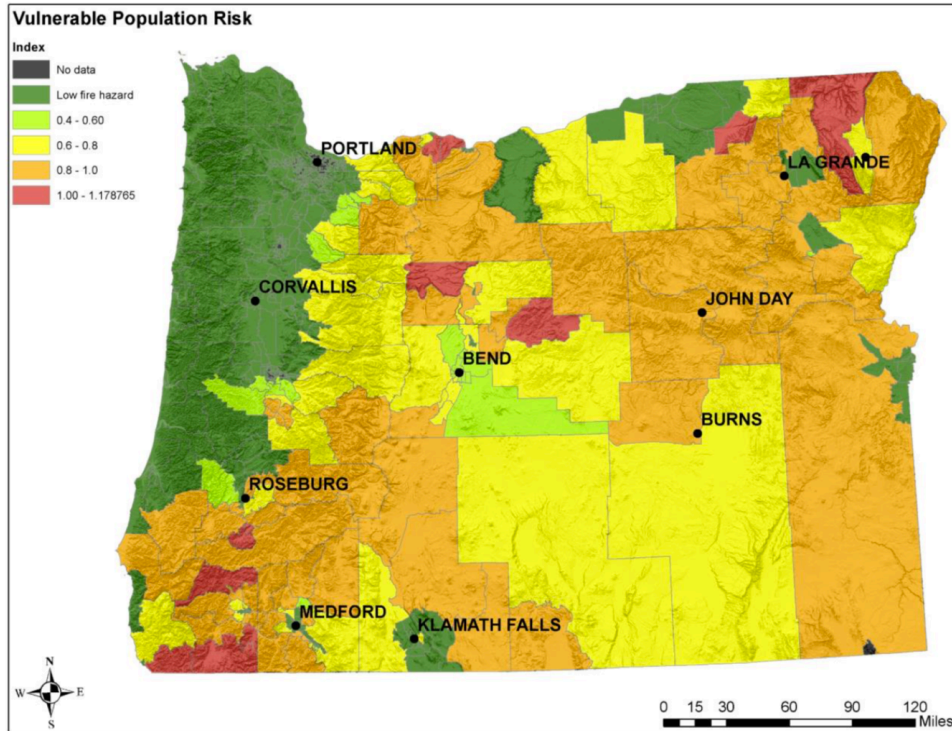 Vulnerable Population Risk
Index
No data
Low fire hazard
0.4 - 0.60
0.6 - 0.8
0.8 - 1.0
1.00 - 1.178765
PORTLAND
LA GRANDE
CORVALLIS
JOHN DAY
BEND
BURNS
ROSEBURG
MEDFORD
KLAMATH FALLS
N
W E
S
0 15 30 60 90 120
Miles